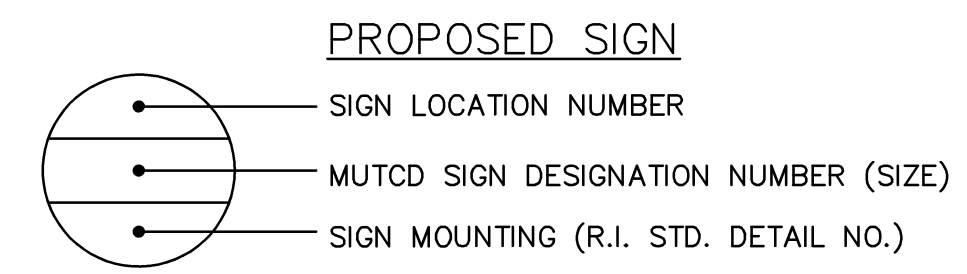 PROPOSED SIGN
SIGN LOCATION NUMBER
MUTCD SIGN DESIGNATION NUMBER (SIZE)
SIGN MOUNTING (R.I. STD. DETAIL NO.)